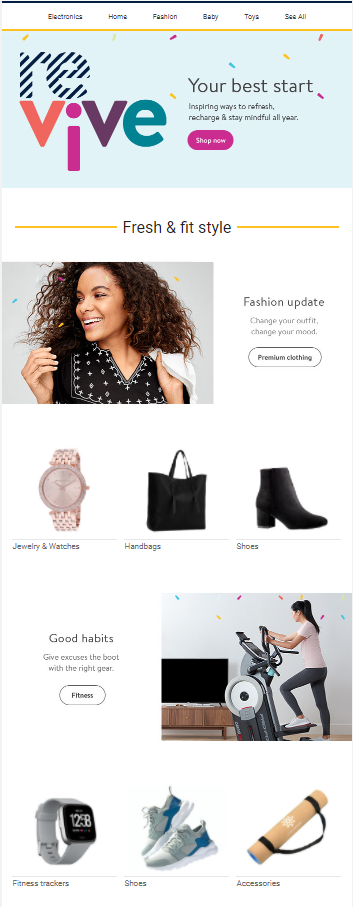 Electronics Home Fashion Baby Toys See All
re
vive
Your best start
Inspiring ways to refresh,
recharge & stay mindful all year.
Shop now
Fresh & fit style
Fashion update
Change your outfit,
change your mood.
Premium clothing
Jewelry & Watches Handbags Shoes
Good habits
Give excuses the boot
with the right gear.
Fitness
Fitness trackers Shoes Accessories